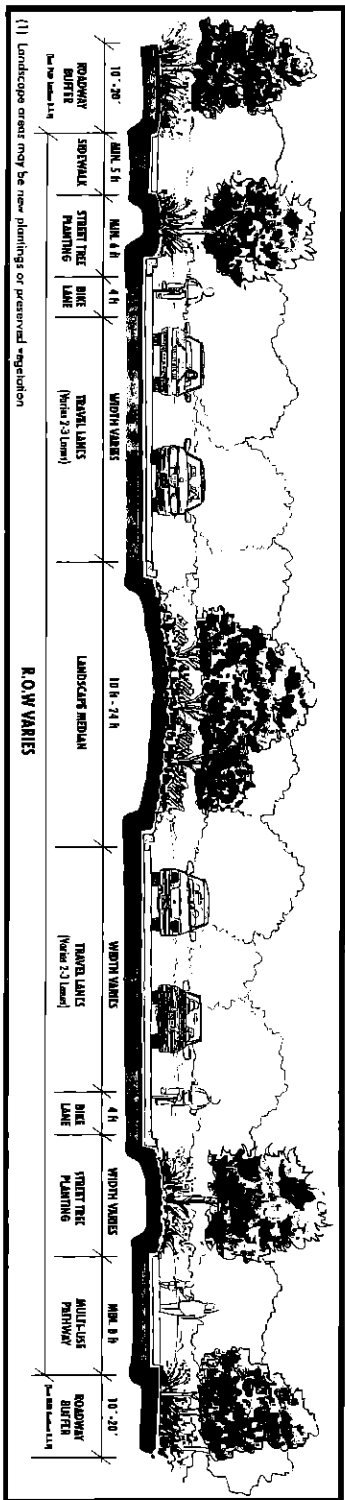 10'-20'
MIN. 5 ft
MIN. 6 ft
4 ft
WIDTH VARIES
10 ft - 24 ft
WIDTH VARIES
4 ft
WIDTH VARIES
MIN. 8 ft
10'-20'
ROADWAY
BUFFER
SIDEWALK
STREET TREE
PLANTING
BIKE
LANE
TRAVEL LANES
(Varies 2-3 Lanes)
LANDSCAPE MEDIAN
TRAVEL LANES
(Varies 2-3 Lanes)
BIKE
LANE
STREET TREE
PLANTING
MULTI-USE
PATHWAY
ROADWAY
BUFFER
R.O.W VARIES
(1) Landscape areas may be new plantings or preserved vegetation